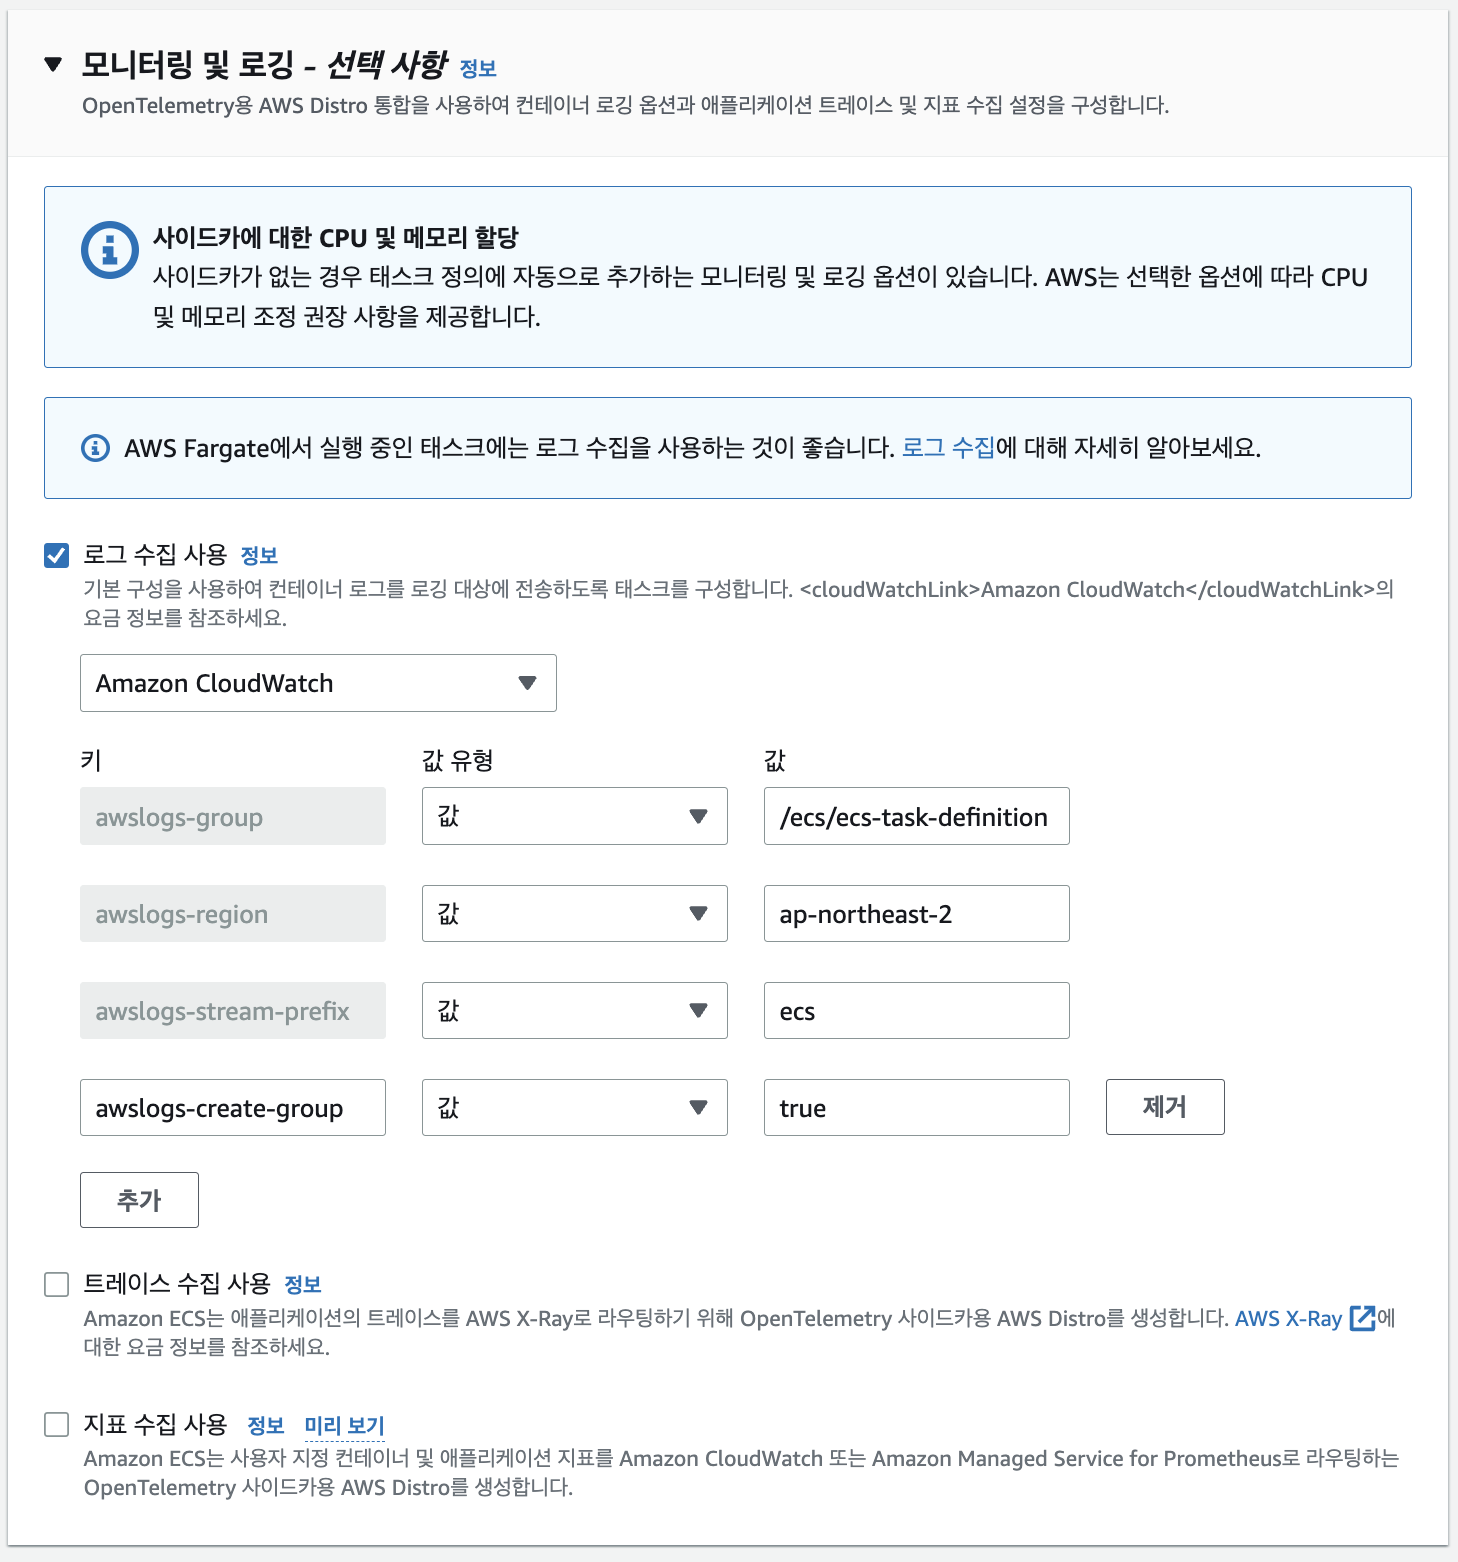 모니터링 및 로깅 - 선택 사항 정보
OpenTelemetry용 AWS Distro 통합을 사용하여 컨테이너 로깅 옵션과 애플리케이션 트레이스 및 지표 수집 설정을 구성합니다.
사이드카에 대한 CPU 및 메모리 할당
사이드카가 없는 경우 태스크 정의에 자동으로 추가하는 모니터링 및 로깅 옵션이 있습니다. AWS는 선택한 옵션에 따라 CPU
및 메모리 조정 권장 사항을 제공합니다.
AWS Fargate에서 실행 중인 태스크에는 로그 수집을 사용하는 것이 좋습니다. 로그 수집에 대해 자세히 알아보세요.
로그 수집 사용 정보
기본 구성을 사용하여 컨테이너 로그를 로깅 대상에 전송하도록 태스크를 구성합니다. <cloudWatchLink>Amazon CloudWatch</cloudWatchLink>의
요금 정보를 참조하세요.
Amazon CloudWatch
키 값 유형 값
awslogs-group 값 /ecs/ecs-task-definition
awslogs-region 값 ap-northeast-2
awslogs-stream-prefix 값 ecs
awslogs-create-group 값 true 제거
추가
트레이스 수집 사용 정보
Amazon ECS는 애플리케이션의 트레이스를 AWS X-Ray로 라우팅하기 위해 OpenTelemetry 사이드카용 AWS Distro를 생성합니다. AWS X-Ray에
대한 요금 정보를 참조하세요.
지표 수집 사용 정보 미리 보기
Amazon ECS는 사용자 지정 컨테이너 및 애플리케이션 지표를 Amazon CloudWatch 또는 Amazon Managed Service for Prometheus로 라우팅하는
OpenTelemetry 사이드카용 AWS Distro를 생성합니다.